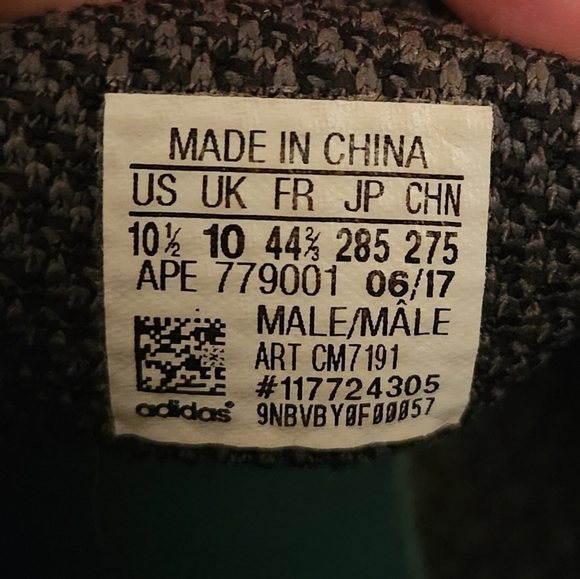 MADE IN CHINA
US UK FR JP CHN
10½ 10 44⅔ 285 275
APE 779001 06/17
MALE/MÂLE
ART CM7191
#117724305
adidas® 9NBVBY0F00057